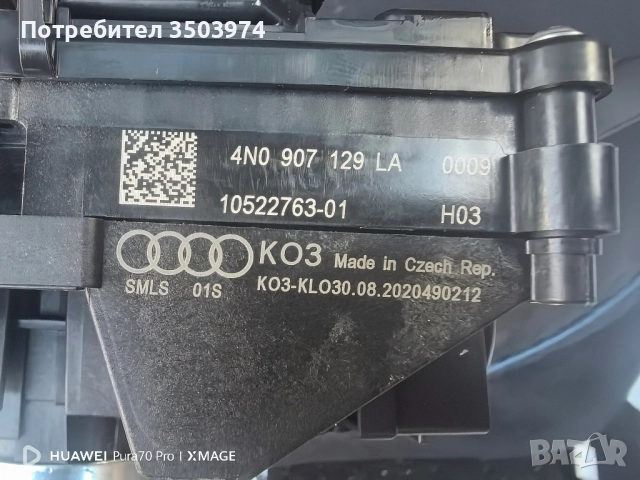 Потребител 3503974
4N0 907 129 LA 0009
10522763-01 H03
KO3 Made in Czech Rep.
SMLS 01S KO3-KLO30.08.2020490212
HUAWEI Pura70 Pro | XMAGE
BAZAR